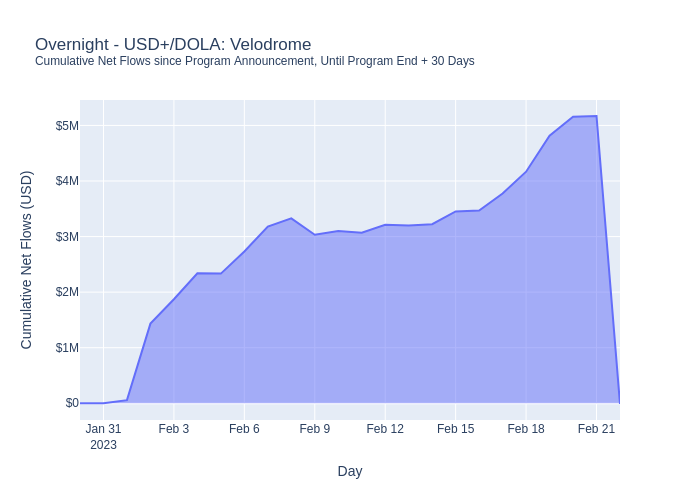 Overnight - USD+/DOLA: Velodrome
Cumulative Net Flows since Program Announcement, Until Program End + 30 Days
Cumulative Net Flows (USD)
$5M
$4M
$3M
$2M
$1M
$0
Jan 31
2023
Feb 3
Feb 6
Feb 9
Feb 12
Feb 15
Feb 18
Feb 21
Day